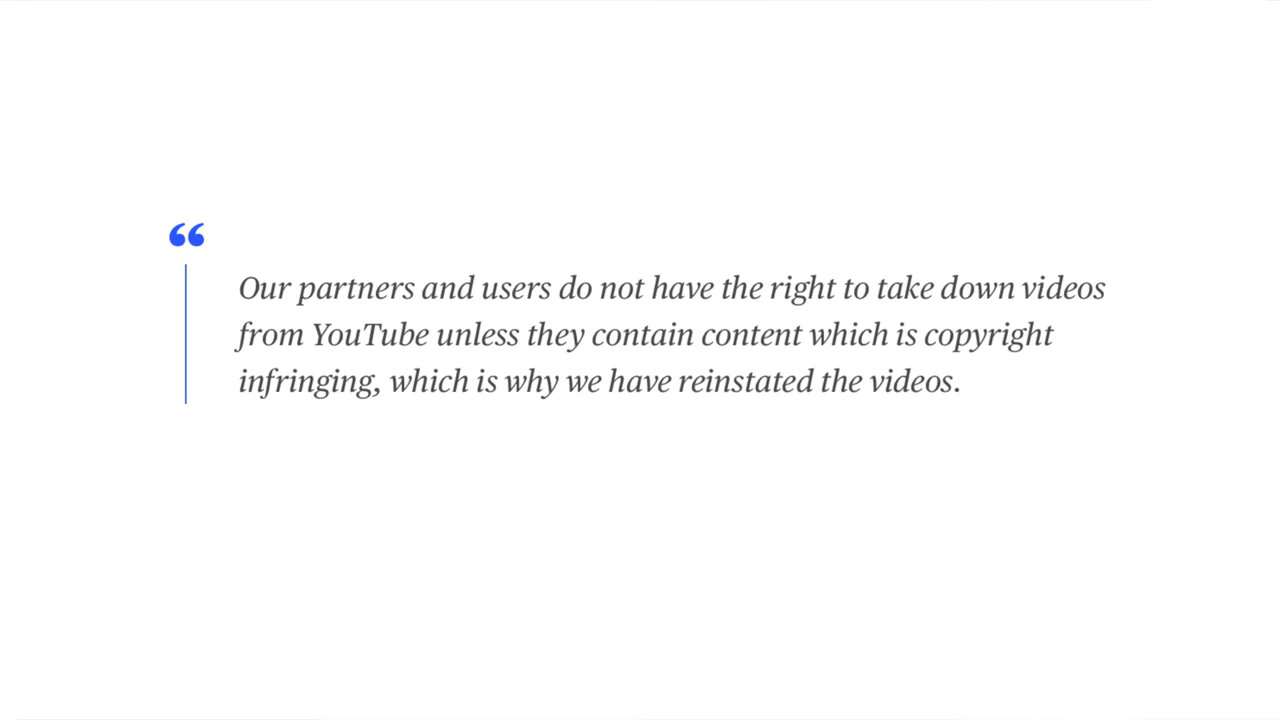 “
Our partners and users do not have the right to take down videos
from YouTube unless they contain content which is copyright
infringing, which is why we have reinstated the videos.